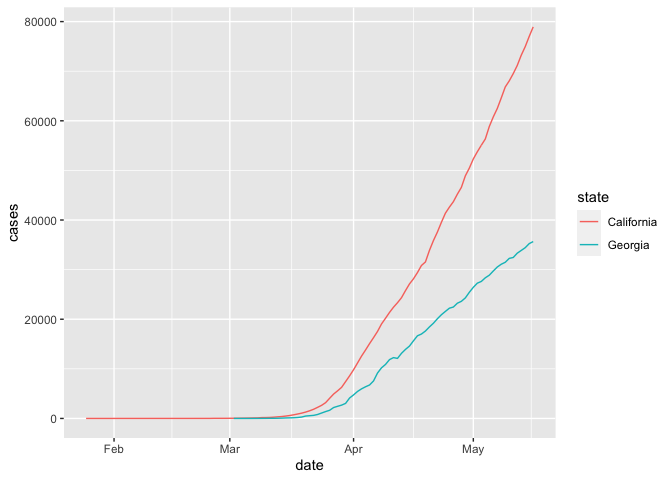 80000
60000
40000
20000
0
cases
Feb
Mar
Apr
May
date
state
California
Georgia